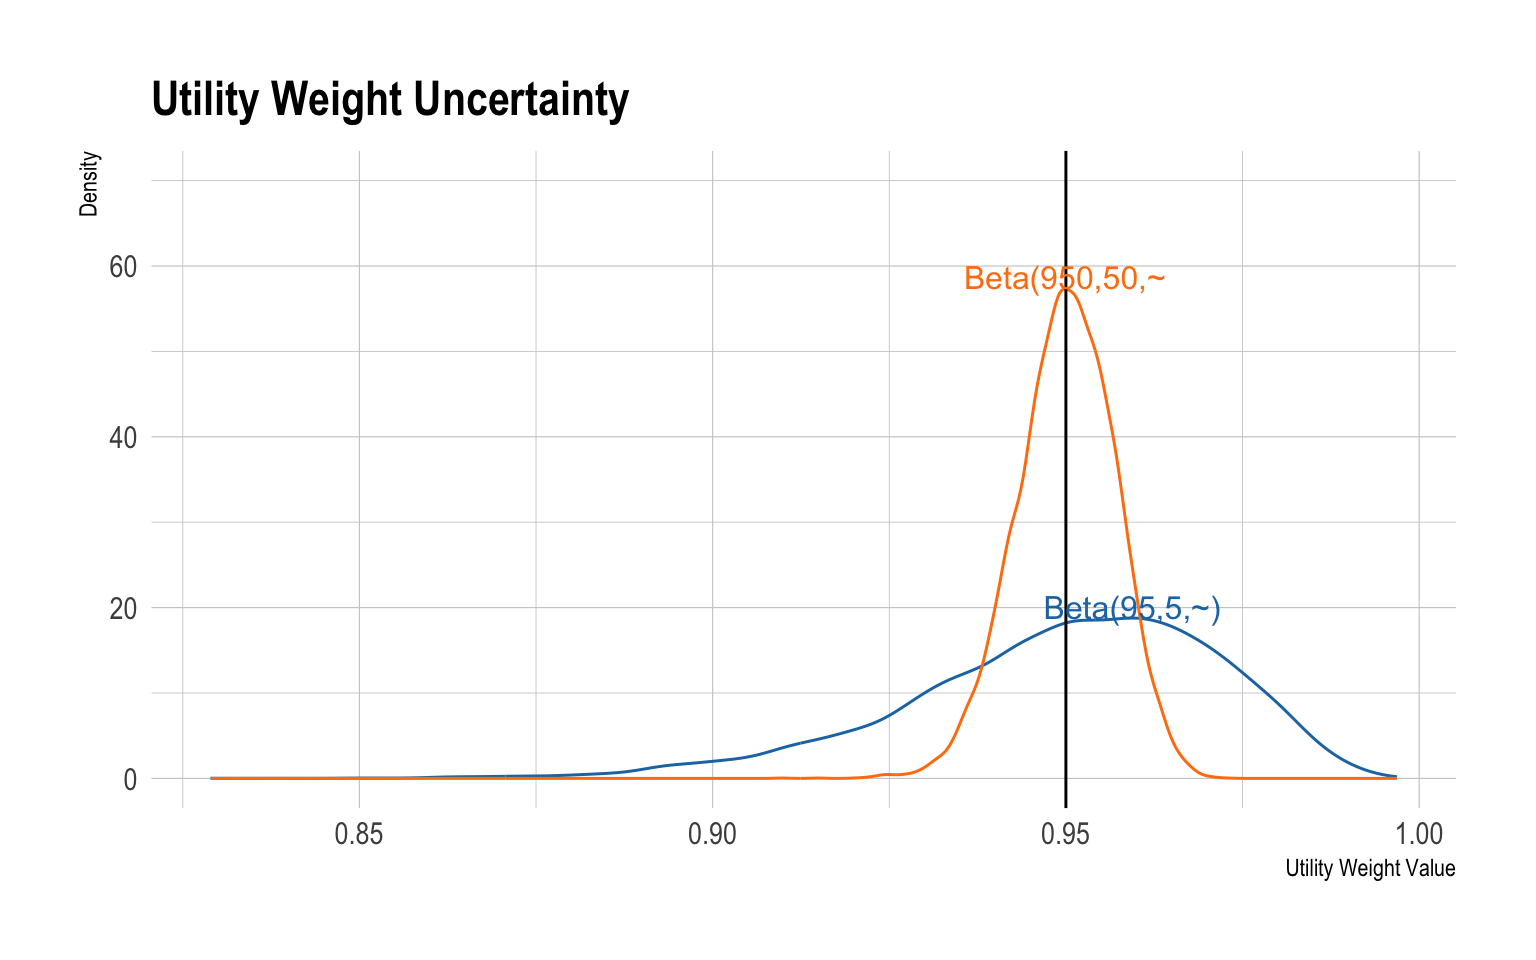 Utility Weight Uncertainty
Density
60
40
20
0
Beta(950,50,~
Beta(95,5,~)
0.85
0.90
0.95
1.00
Utility Weight Value